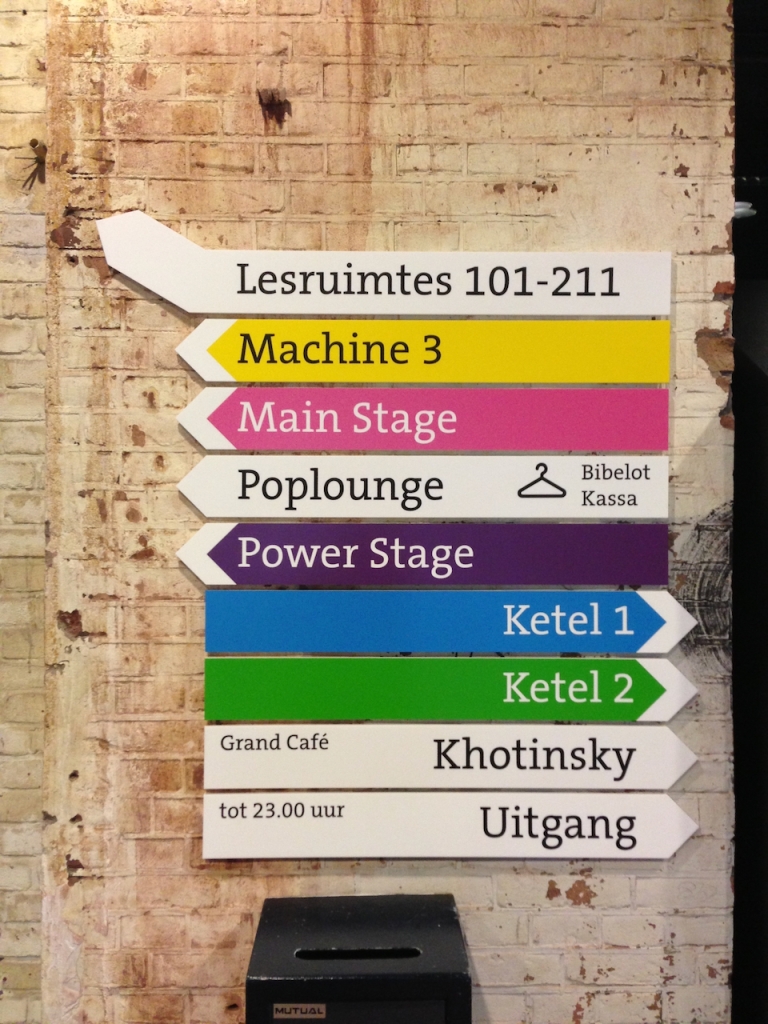 Lesruimtes 101-211
Machine 3
Main Stage
Poplounge
Bibelot
Kassa
Power Stage
Ketel 1
Ketel 2
Grand Café
Khotinsky
tot 23.00 uur
Uitgang
MUTUAL